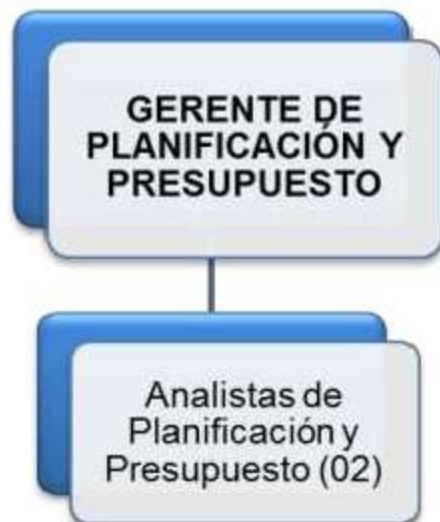 GERENTE DE
PLANIFICACIÓN Y
PRESUPUESTO
Analistas de
Planificación y
Presupuesto (02)